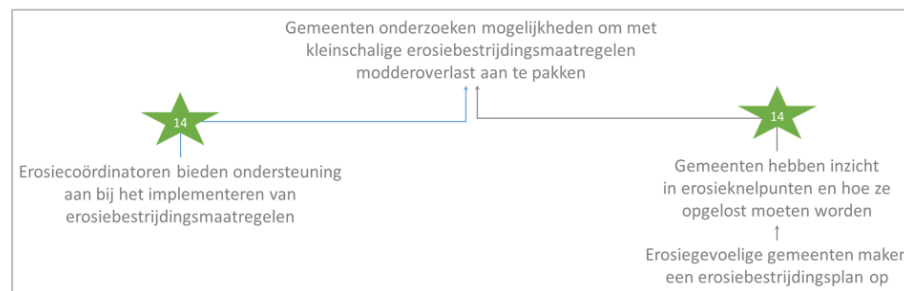 Gemeenten onderzoeken mogelijkheden om met
kleinschalige erosiebestrijdingsmaatregelen
modderoverlast aan te pakken
14
14
Erosiecoördinatoren bieden ondersteuning
aan bij het implementeren van
erosiebestrijdingsmaatregelen
Gemeenten hebben inzicht
in erosieknelpunten en hoe ze
opgelost moeten worden
Erosiegevoelige gemeenten maken
een erosiebestrijdingsplan op